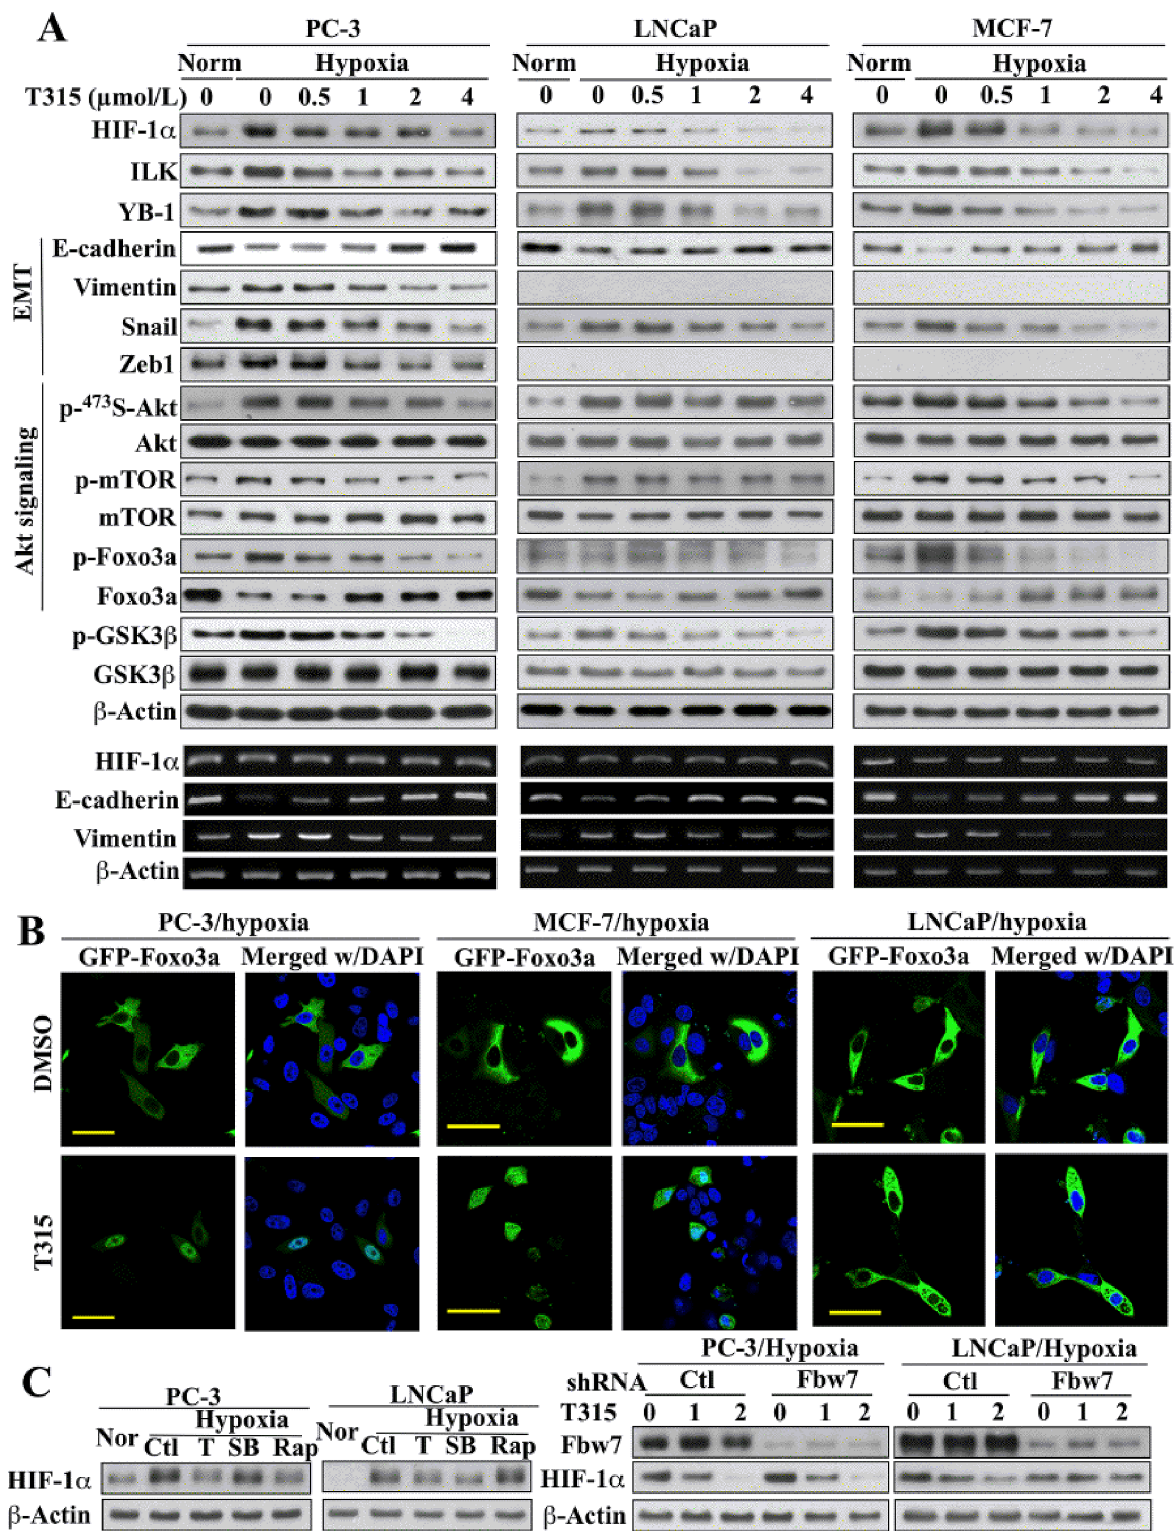 A
PC-3 LNCaP MCF-7
Norm Hypoxia Norm Hypoxia Norm Hypoxia
T315 (µmol/L) 0 0 0.5 1 2 4 0 0 0.5 1 2 4 0 0 0.5 1 2 4
HIF-1α
ILK
YB-1
E-cadherin
Vimentin
Snail
Zeb1
EMT
p-⁴⁷³S-Akt
Akt
p-mTOR
mTOR
p-Foxo3a
Foxo3a
Akt signaling
p-GSK3β
GSK3β
β-Actin
HIF-1α
E-cadherin
Vimentin
β-Actin
B
PC-3/hypoxia MCF-7/hypoxia LNCaP/hypoxia
GFP-Foxo3a Merged w/DAPI GFP-Foxo3a Merged w/DAPI GFP-Foxo3a Merged w/DAPI
DMSO
T315
C
PC-3 LNCaP
Nor Hypoxia Nor Hypoxia
Ctl T SB Rap Ctl T SB Rap
HIF-1α
β-Actin
PC-3/Hypoxia LNCaP/Hypoxia
shRNA Ctl Fbw7 Ctl Fbw7
T315 0 1 2 0 1 2 0 1 2 0 1 2
Fbw7
HIF-1α
β-Actin